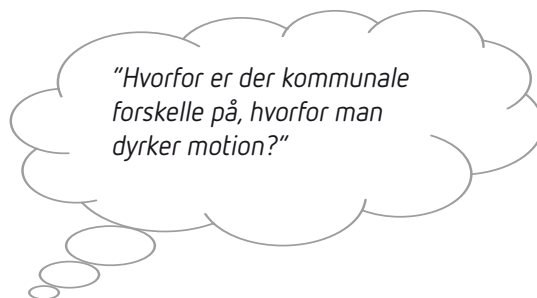 "Hvorfor er der kommunale
forskelle på, hvorfor man
dyrker motion?"